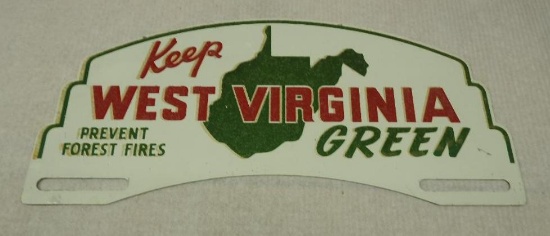 Keep
WEST VIRGINIA
GREEN
PREVENT
FOREST FIRES